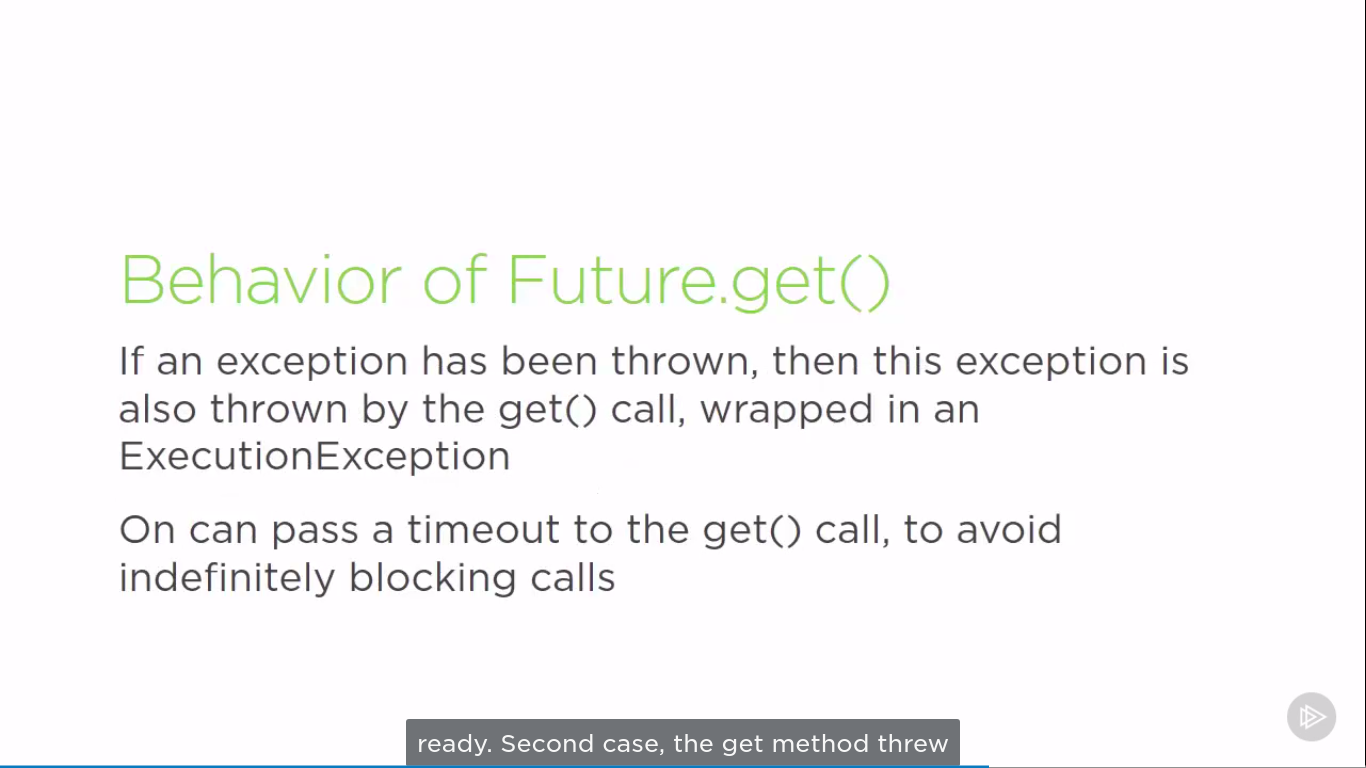 Behavior of Future.get()
If an exception has been thrown, then this exception is
also thrown by the get() call, wrapped in an
ExecutionException
On can pass a timeout to the get() call, to avoid
indefinitely blocking calls
ready. Second case, the get method threw